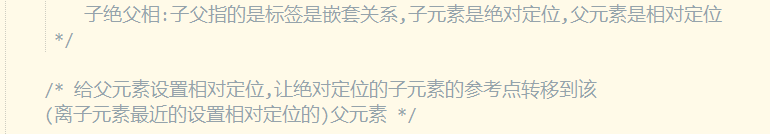 子绝父相:子父指的是标签是嵌套关系,子元素是绝对定位,父元素是相对定位
*/
/* 给父元素设置相对定位,让绝对定位的子元素的参考点转移到该
(离子元素最近的设置相对定位的)父元素 */